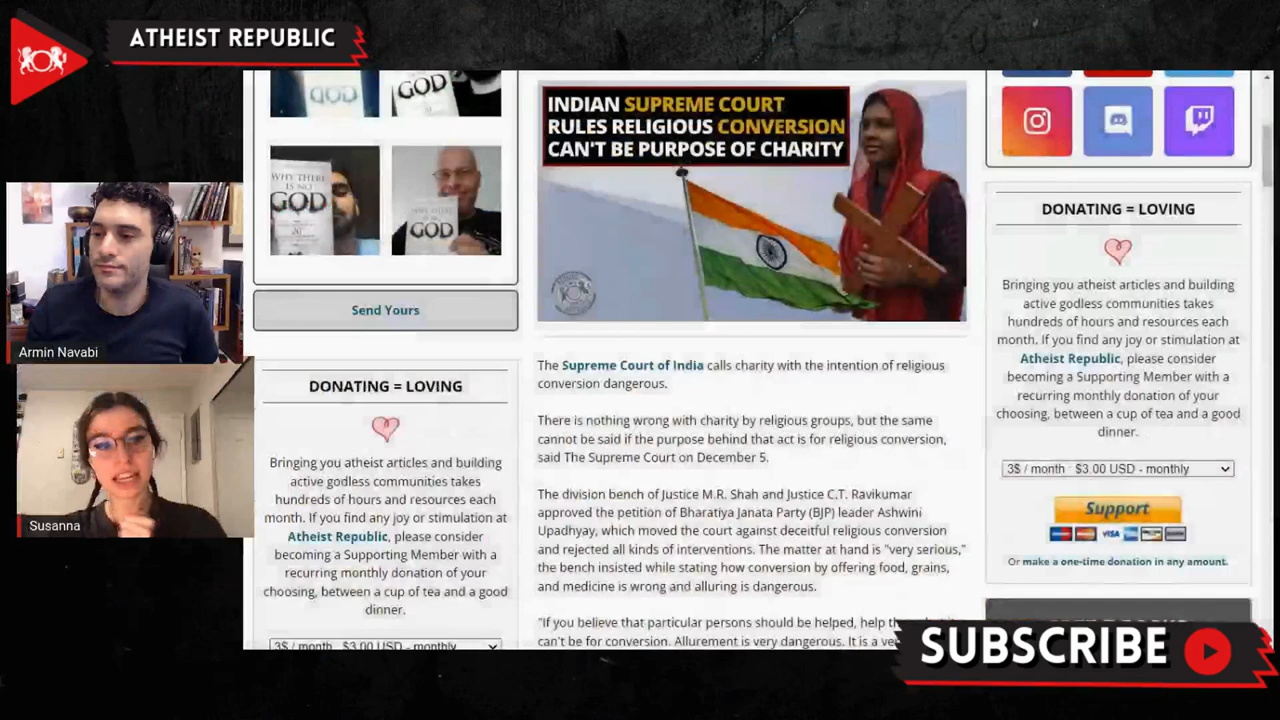 ATHEIST REPUBLIC
GOD
GOD
WHY THERE
IS NO
GOD
20
WHY THERE IS NO
GOD
Send Yours
DONATING = LOVING
Bringing you atheist articles and building
active godless communities takes
hundreds of hours and resources each
month. If you find any joy or stimulation at
Atheist Republic, please consider
becoming a Supporting Member with a
recurring monthly donation of your
choosing, between a cup of tea and a good
dinner.
3$ / month $3.00 USD - monthly
Armin Navabi
Susanna
INDIAN SUPREME COURT
RULES RELIGIOUS CONVERSION
CAN'T BE PURPOSE OF CHARITY
The Supreme Court of India calls charity with the intention of religious
conversion dangerous.
There is nothing wrong with charity by religious groups, but the same
cannot be said if the purpose behind that act is for religious conversion,
said The Supreme Court on December 5.
The division bench of Justice M.R. Shah and Justice C.T. Ravikumar
approved the petition of Bharatiya Janata Party (BJP) leader Ashwini
Upadhyay, which moved the court against deceitful religious conversion
and rejected all kinds of interventions. The matter at hand is "very serious,"
the bench insisted while stating how conversion by offering food, grains,
and medicine is wrong and alluring is dangerous.
"If you believe that particular persons should be helped, help
can't be for conversion. Allurement is very dangerous. It is a
DONATING = LOVING
Bringing you atheist articles and building
active godless communities takes
hundreds of hours and resources each
month. If you find any joy or stimulation at
Atheist Republic, please consider
becoming a Supporting Member with a
recurring monthly donation of your
choosing, between a cup of tea and a good
dinner.
3$ / month $3.00 USD - monthly
Support
VISA
Or make a one-time donation in any amount.
SUBSCRIBE